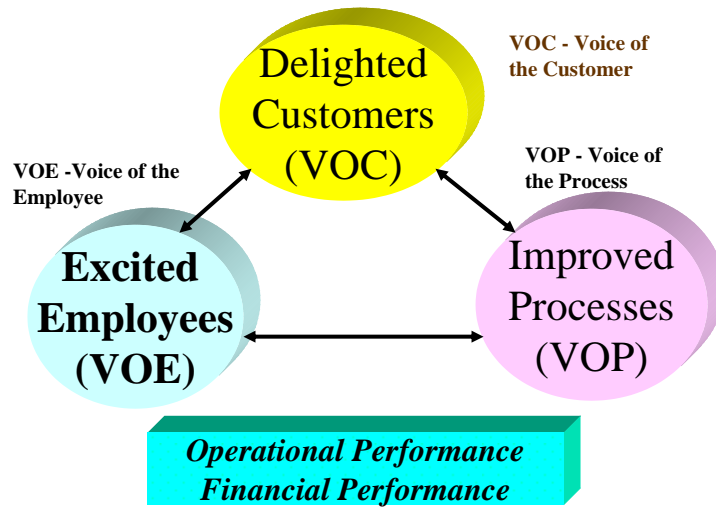 Delighted
Customers
(VOC)
VOC - Voice of
the Customer
VOE -Voice of the
Employee
VOP - Voice of
the Process
Excited
Employees
(VOE)
Improved
Processes
(VOP)
Operational Performance
Financial Performance